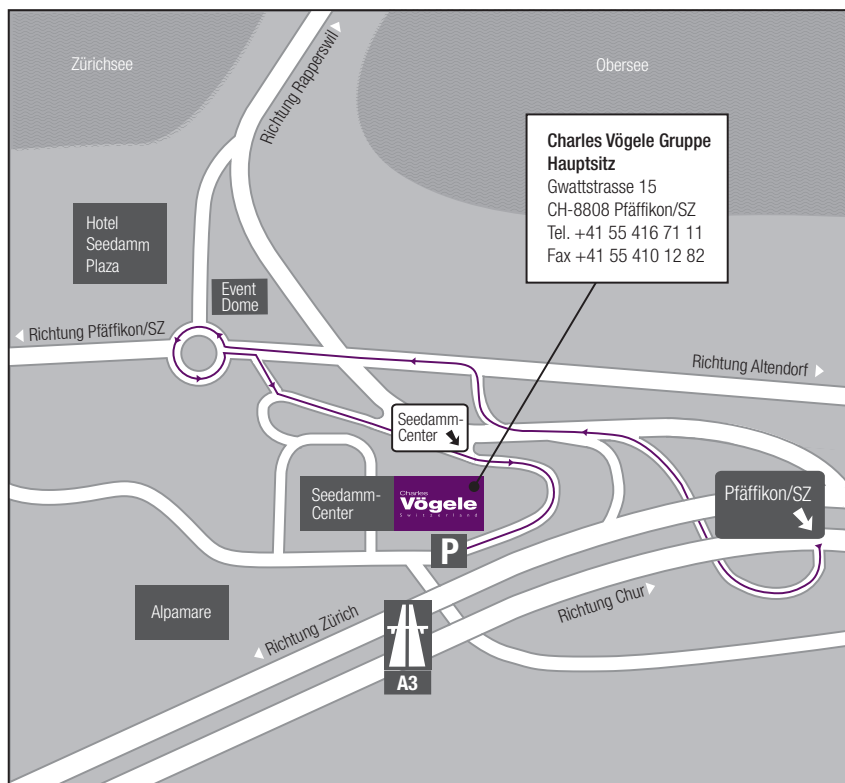 Zürichsee
Obersee
Richtung Rapperswil
Charles Vögele Gruppe
Hauptsitz
Gwattstrasse 15
CH-8808 Pfäffikon/SZ
Tel. +41 55 416 71 11
Fax +41 55 410 12 82
Hotel
Seedamm
Plaza
Event
Dome
Richtung Pfäffikon/SZ
Richtung Altendorf
Seedamm-
Center
Seedamm-
Center
Charles
Vögele
Switzerland
Pfäffikon/SZ
P
Alpamare
Richtung Zürich
Richtung Chur
A3